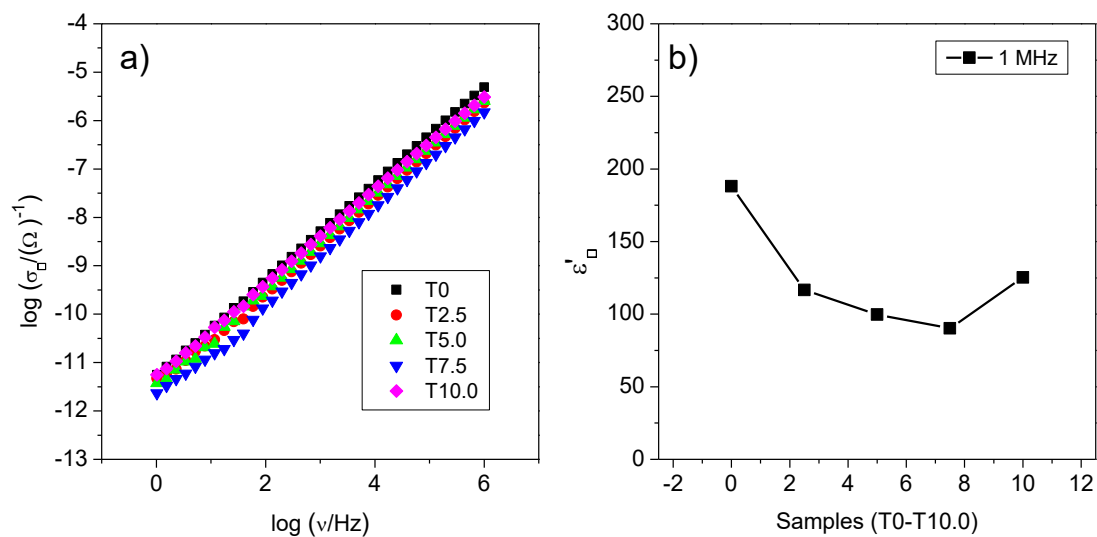 a)
log (σ□/(Ω )⁻¹)
-4
-5
-6
-7
-8
-9
-10
-11
-12
-13
T0
T2.5
T5.0
T7.5
T10.0
0 2 4 6
log (ν/Hz)
b)
1 MHz
ε'□
300
250
200
150
100
50
0
-2 0 2 4 6 8 10 12
Samples (T0-T10.0)